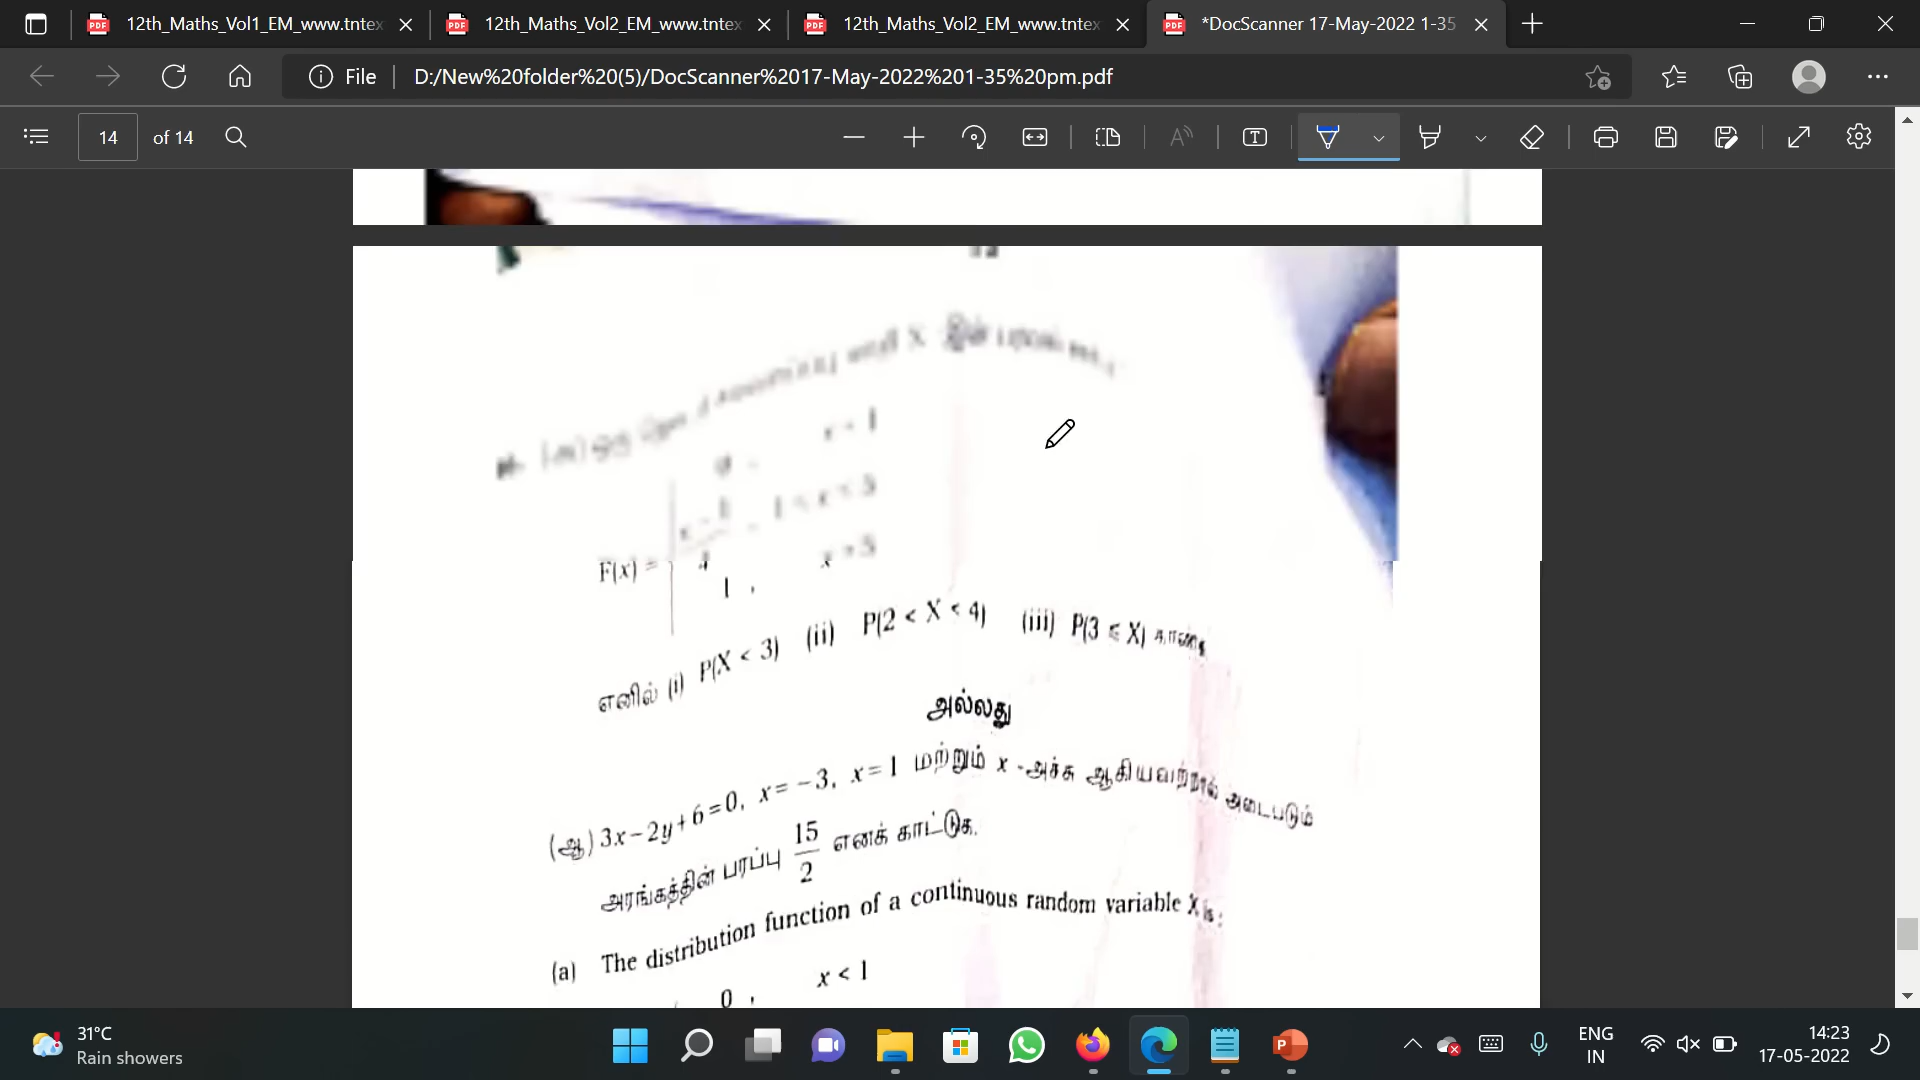 12th_Maths_Vol1_EM_www.tntex
12th_Maths_Vol2_EM_www.tntex
12th_Maths_Vol2_EM_www.tntex
*DocScanner 17-May-2022 1-35
File
D:/New%20folder%20(5)/DocScanner%2017-May-2022%201-35%20pm.pdf
14 of 14
x < 1
F(x) =
4
x > 5
1 ,
எனில் (i) P(X < 3) (ii) P(2 < X < 4) (iii) P(3 ⩽ X) காண்க
அல்லது
(ஆ) 3x – 2y + 6 = 0, x = – 3, x = 1 மற்றும் x -அச்சு ஆகியவற்றால் அடைபடும்
அரங்கத்தின் பரப்பு 15/2 எனக் காட்டுக.
(a) The distribution function of a continuous random variable X is :
0 , x < 1
31°C
Rain showers
ENG
IN
14:23
17-05-2022